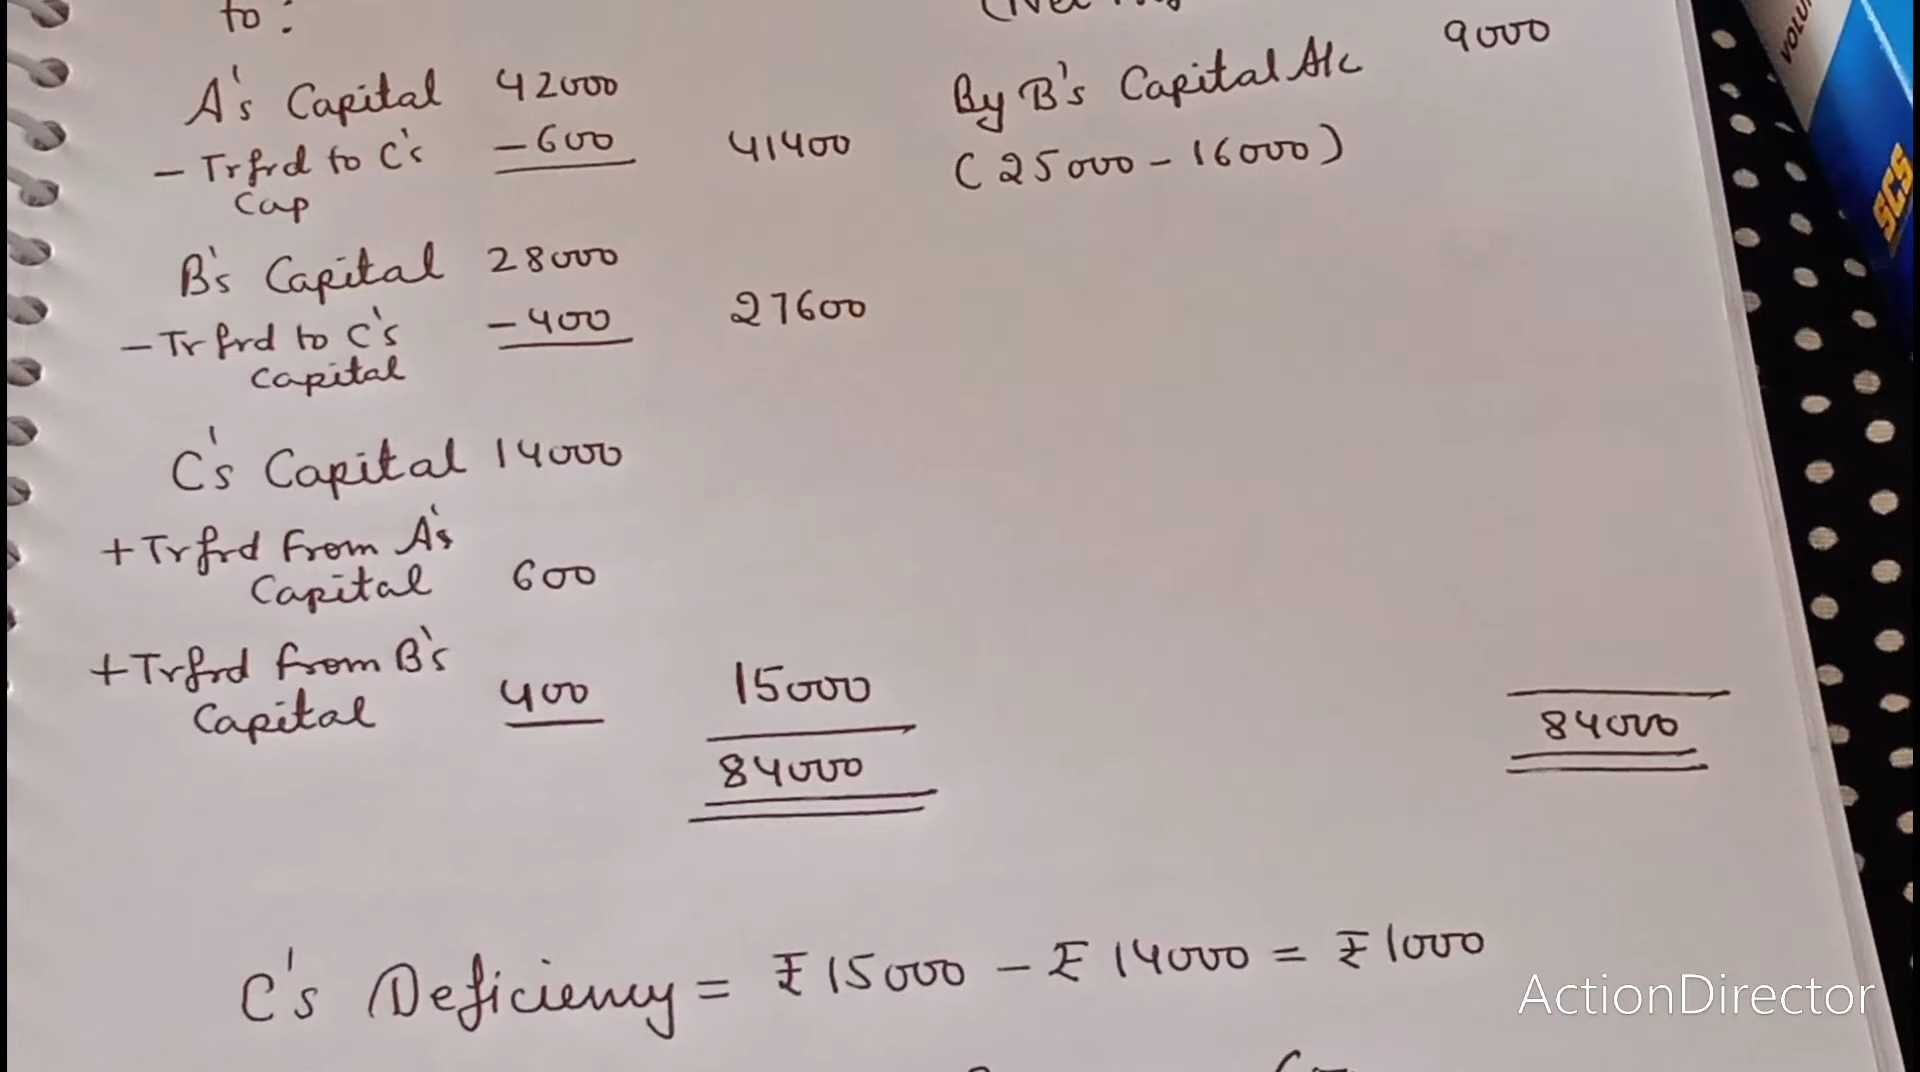 to:
A's Capital 42000
- Trfrd to C's -600 41400
Cap
B's Capital 28000
- Trfrd to C's -400 27600
Capital
C's Capital 14000
+Trfrd From A's
Capital 600
+Trfrd from B's
Capital 400 15000
84000
By B's Capital A/c 9000
(25000-16000)
84000
C's Deficiency = ₹15000 - ₹14000 = ₹1000
VOLU
SCS
ActionDirector